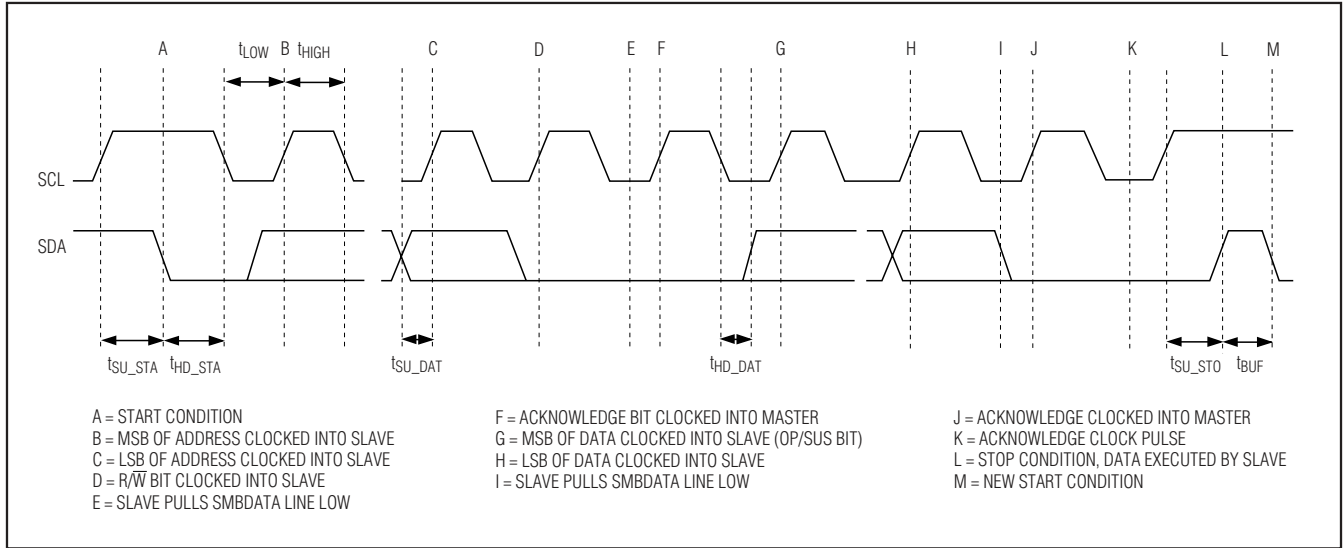 A tLOW B tHIGH C D E F G H I J K L M
SCL
SDA
tSU_STA tHD_STA tSU_DAT tHD_DAT tSU_STO tBUF
A = START CONDITION
B = MSB OF ADDRESS CLOCKED INTO SLAVE
C = LSB OF ADDRESS CLOCKED INTO SLAVE
D = R/W̅ BIT CLOCKED INTO SLAVE
E = SLAVE PULLS SMBDATA LINE LOW
F = ACKNOWLEDGE BIT CLOCKED INTO MASTER
G = MSB OF DATA CLOCKED INTO SLAVE (OP/SUS BIT)
H = LSB OF DATA CLOCKED INTO SLAVE
I = SLAVE PULLS SMBDATA LINE LOW
J = ACKNOWLEDGE CLOCKED INTO MASTER
K = ACKNOWLEDGE CLOCK PULSE
L = STOP CONDITION, DATA EXECUTED BY SLAVE
M = NEW START CONDITION